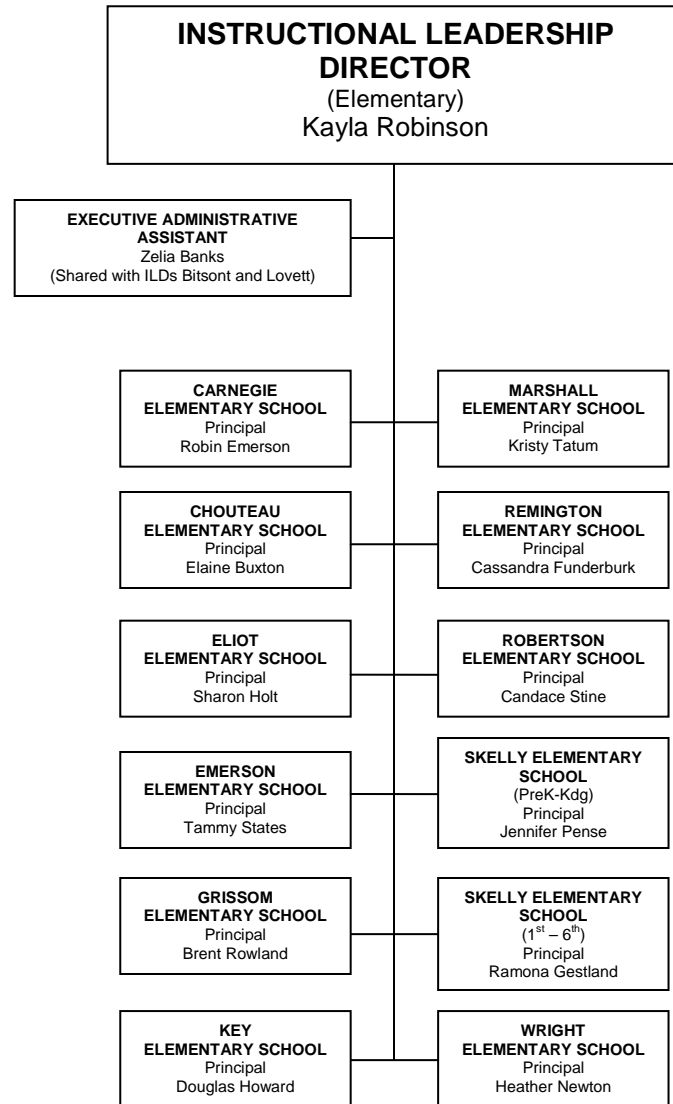 INSTRUCTIONAL LEADERSHIP
DIRECTOR
(Elementary)
Kayla Robinson
EXECUTIVE ADMINISTRATIVE
ASSISTANT
Zelia Banks
(Shared with ILDs Bitsont and Lovett)
CARNEGIE
ELEMENTARY SCHOOL
Principal
Robin Emerson
MARSHALL
ELEMENTARY SCHOOL
Principal
Kristy Tatum
CHOUTEAU
ELEMENTARY SCHOOL
Principal
Elaine Buxton
REMINGTON
ELEMENTARY SCHOOL
Principal
Cassandra Funderburk
ELIOT
ELEMENTARY SCHOOL
Principal
Sharon Holt
ROBERTSON
ELEMENTARY SCHOOL
Principal
Candace Stine
EMERSON
ELEMENTARY SCHOOL
Principal
Tammy States
SKELLY ELEMENTARY
SCHOOL
(PreK-Kdg)
Principal
Jennifer Pense
GRISSOM
ELEMENTARY SCHOOL
Principal
Brent Rowland
SKELLY ELEMENTARY
SCHOOL
(1st – 6th)
Principal
Ramona Gestland
KEY
ELEMENTARY SCHOOL
Principal
Douglas Howard
WRIGHT
ELEMENTARY SCHOOL
Principal
Heather Newton